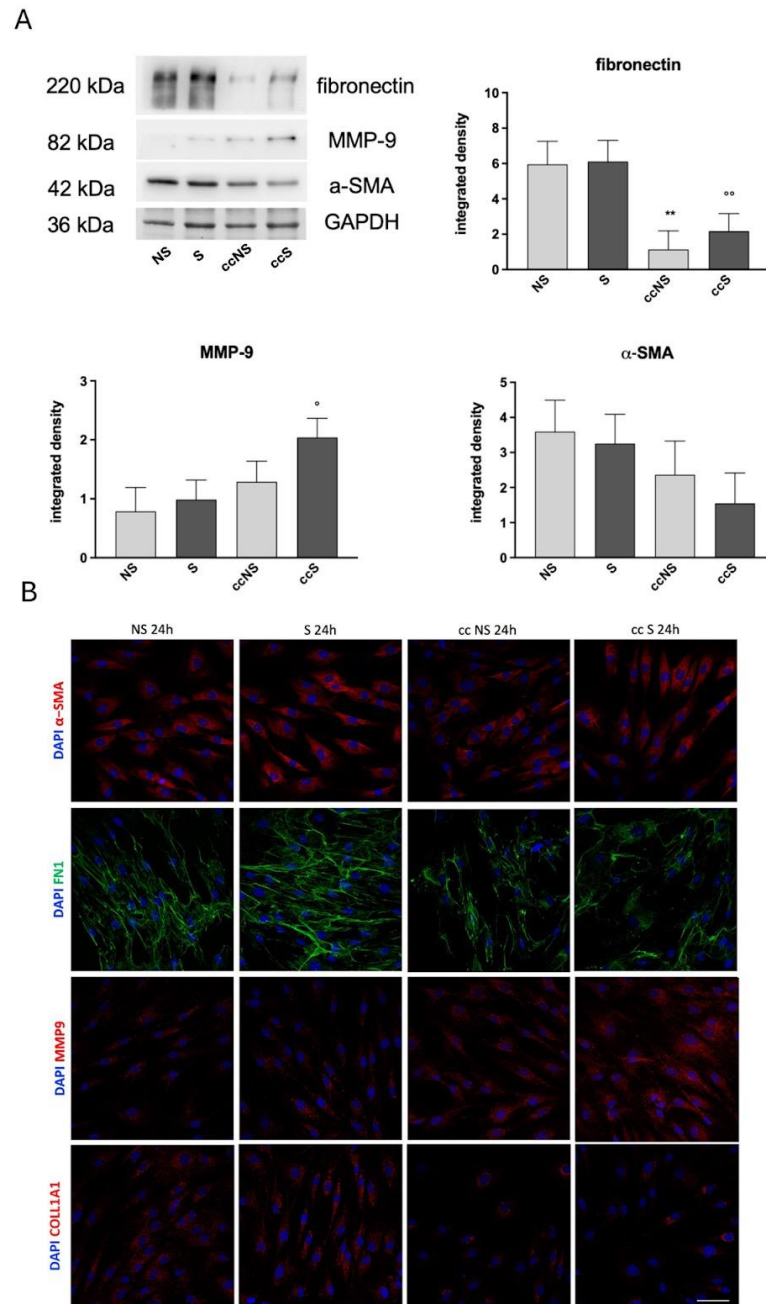 A
220 kDa fibronectin
82 kDa MMP-9
42 kDa a-SMA
36 kDa GAPDH
NS S ccNS ccS
fibronectin
integrated density
10
8
6
4
2
0
** °°
NS S ccNS ccS
MMP-9
integrated density
3
2
1
0
°
NS S ccNS ccS
α-SMA
integrated density
5
4
3
2
1
0
NS S ccNS ccS
B
NS 24h S 24h cc NS 24h cc S 24h
DAPI α–SMA
DAPI FN1
DAPI MMP9
DAPI COLL1A1